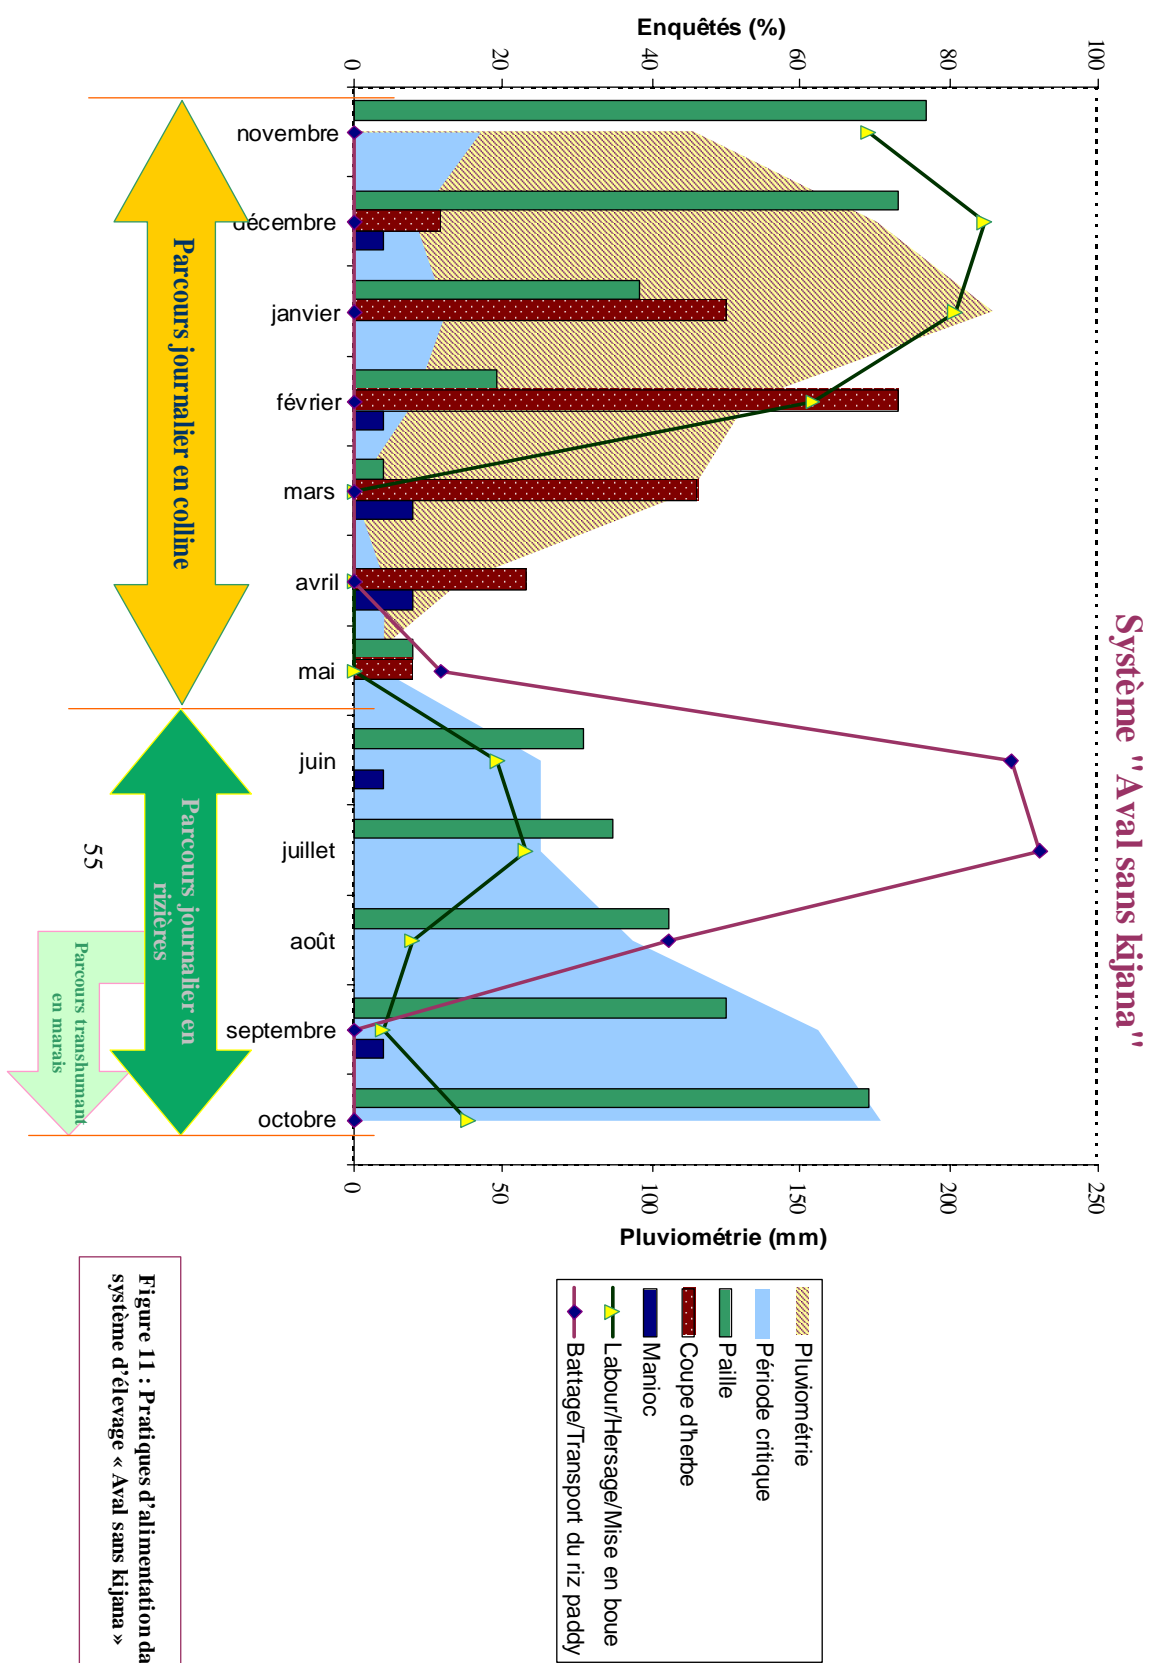 Système "Aval sans kijana"
Enquêtés (%)
0
20
40
60
80
100
novembre
décembre
janvier
février
mars
avril
mai
juin
juillet
août
septembre
octobre
0
50
100
150
200
250
Pluviométrie (mm)
Pluviométrie
Période critique
Paille
Coupe d'herbe
Manioc
Labour/Hersage/Mise en boue
Battage/Transport du riz paddy
Parcours journalier en colline
Parcours journalier en
rizières
Parcours transhumant
en marais
55
Figure 11 : Pratiques d'alimentation da
système d'élevage « Aval sans kijana »